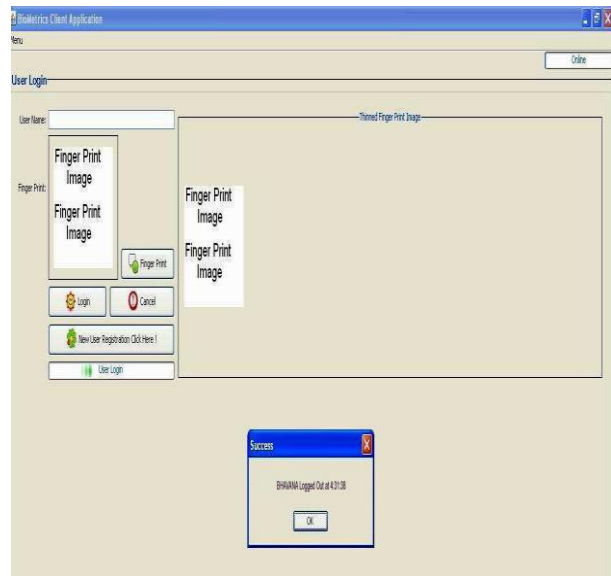 BioMetrics Client Application
Menu
Online
User Login
User Name:
Thinned Finger Print Image
Finger Print:
Finger Print
Image
Finger Print
Image
Finger Print
Image
Finger Print
Image
Finger Print
Login
Cancel
New User Registration Click Here !
User Login
Success
BHAVANA Logged Out at 4:31:38
OK